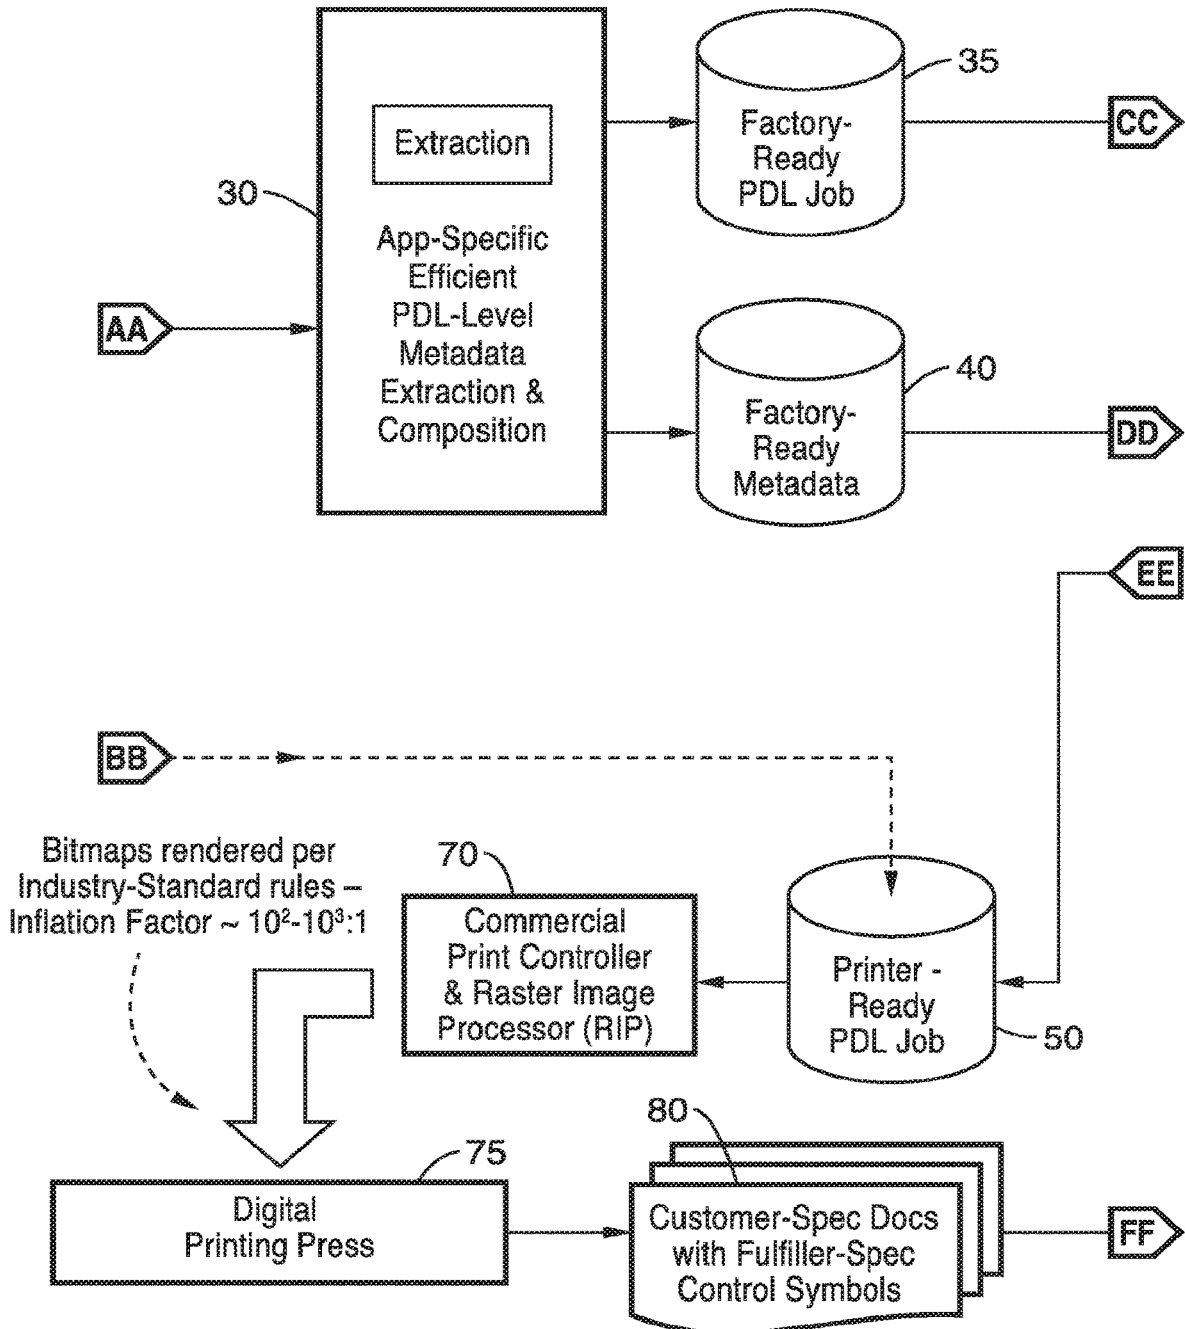 35
Factory-
Ready
PDL Job
CC
Extraction
30
App-Specific
Efficient
PDL-Level
Metadata
Extraction &
Composition
AA
40
Factory-
Ready
Metadata
DD
EE
BB
Bitmaps rendered per
Industry-Standard rules –
Inflation Factor ~ 10²-10³:1
70
Commercial
Print Controller
& Raster Image
Processor (RIP)
Printer -
Ready
PDL Job
50
75
Digital
Printing Press
80
Customer-Spec Docs
with Fulfiller-Spec
Control Symbols
FF